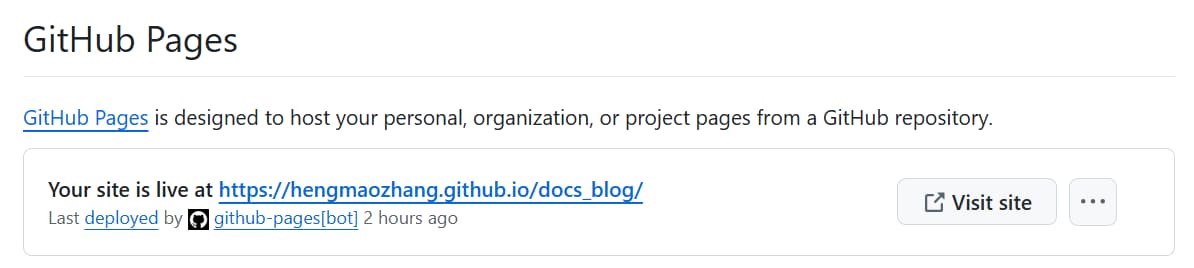 GitHub Pages
GitHub Pages is designed to host your personal, organization, or project pages from a GitHub repository.
Your site is live at https://hengmaozhang.github.io/docs_blog/
Last deployed by github-pages[bot] 2 hours ago
Visit site